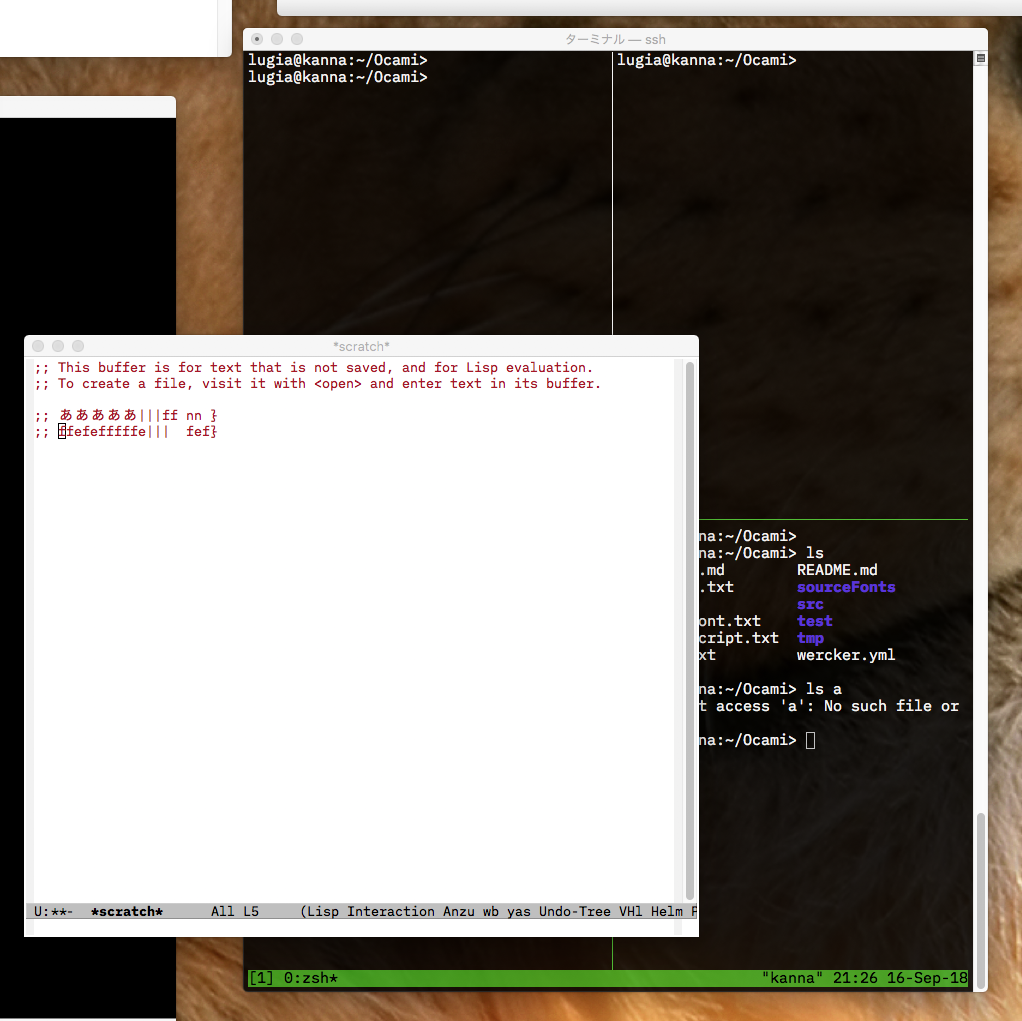 ターミナル — ssh
lugia@kanna:~/Ocami>
lugia@kanna:~/Ocami>
lugia@kanna:~/Ocami>
*scratch*
;; This buffer is for text that is not saved, and for Lisp evaluation.
;; To create a file, visit it with <open> and enter text in its buffer.
;; あああああ|||ff nn }
;; ffefefffffe||| fef}
U:**- *scratch* All L5 (Lisp Interaction Anzu wb yas Undo-Tree VHl Helm P
na:~/Ocami>
na:~/Ocami> ls
.md README.md
.txt sourceFonts
src
ont.txt test
cript.txt tmp
xt wercker.yml
na:~/Ocami> ls a
t access 'a': No such file or
na:~/Ocami>
[1] 0:zsh* "kanna" 21:26 16-Sep-18